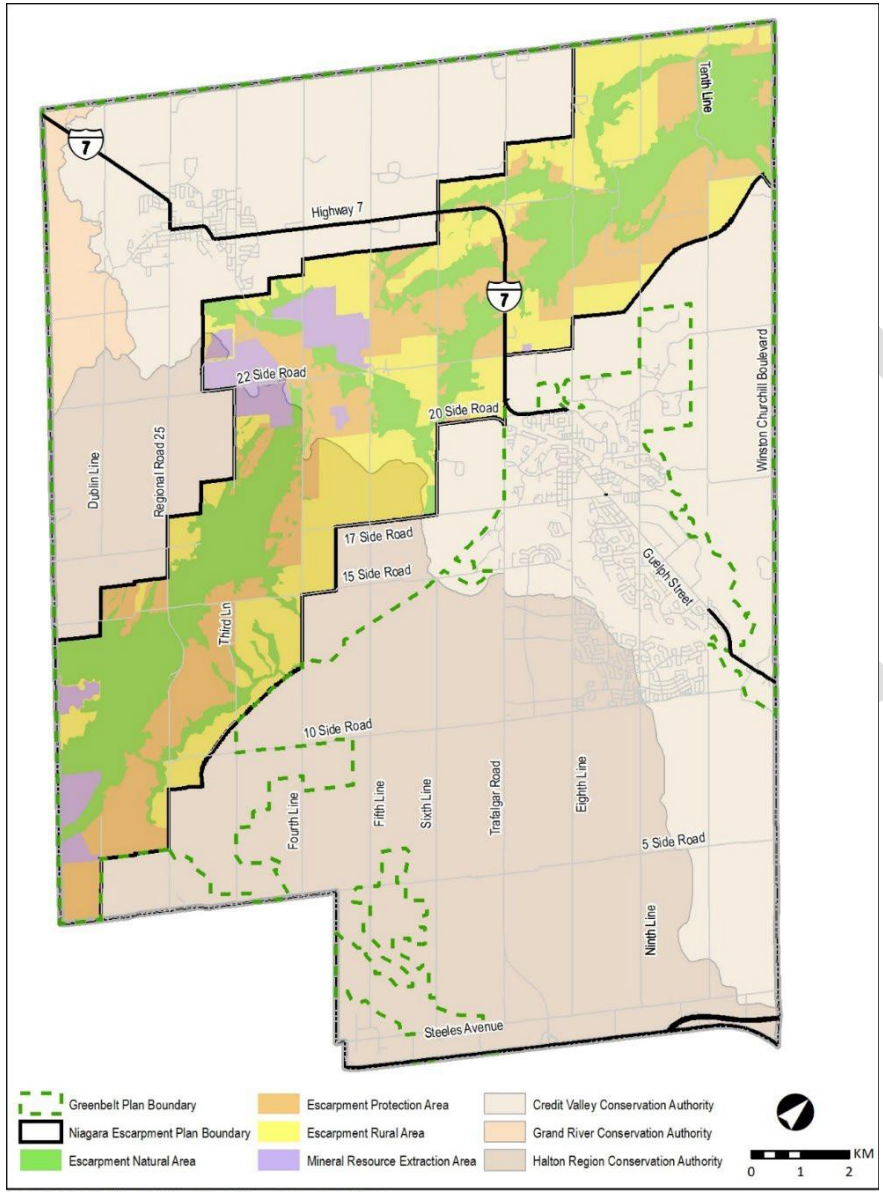 Tenth Line
7
Highway 7
7
22 Side Road
20 Side Road
Winston Churchill Boulevard
Dublin Line
Regional Road 25
17 Side Road
15 Side Road
Guelph Street
Third Ln
10 Side Road
Fourth Line
Fifth Line
Sixth Line
Trafalgar Road
Eighth Line
5 Side Road
Ninth Line
Steeles Avenue
Greenbelt Plan Boundary
Niagara Escarpment Plan Boundary
Escarpment Natural Area
Escarpment Protection Area
Escarpment Rural Area
Mineral Resource Extraction Area
Credit Valley Conservation Authority
Grand River Conservation Authority
Halton Region Conservation Authority
KM
0 1 2